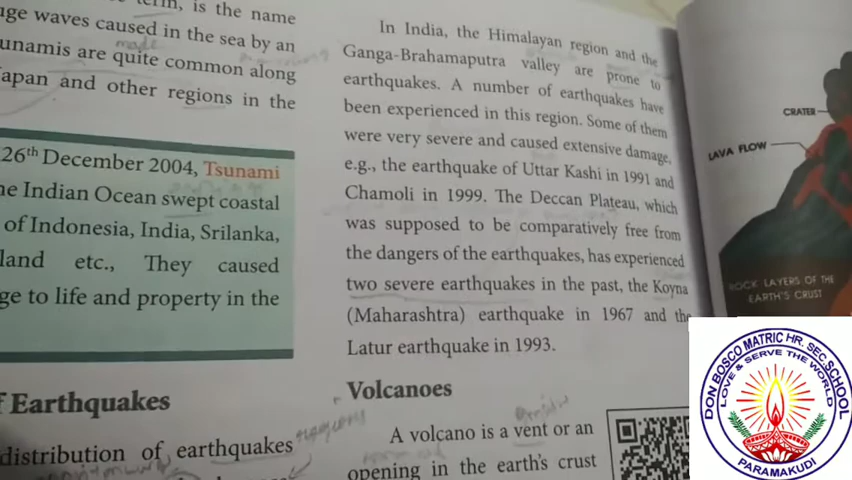 term, is the name
uge waves caused in the sea by an
unamis are quite common along
Japan and other regions in the
26th December 2004, Tsunami
ne Indian Ocean swept coastal
of Indonesia, India, Srilanka,
land etc., They caused
ge to life and property in the
f Earthquakes
distribution of earthquakes
In India, the Himalayan region and the
Ganga-Brahamaputra valley are prone to
earthquakes. A number of earthquakes have
been experienced in this region. Some of them
were very severe and caused extensive damage.
e.g., the earthquake of Uttar Kashi in 1991 and
Chamoli in 1999. The Deccan Plateau, which
was supposed to be comparatively free from
the dangers of the earthquakes, has experienced
two severe earthquakes in the past, the Koyna
(Maharashtra) earthquake in 1967 and the
Latur earthquake in 1993.
Volcanoes
A volcano is a vent or an
opening in the earth's crust
CRATER
LAVA FLOW
ROCK LAYERS OF THE
EARTH'S CRUST
DON BOSCO MATRIC HR. SEC. SCHOOL
LOVE & SERVE THE WORLD
PARAMAKUDI